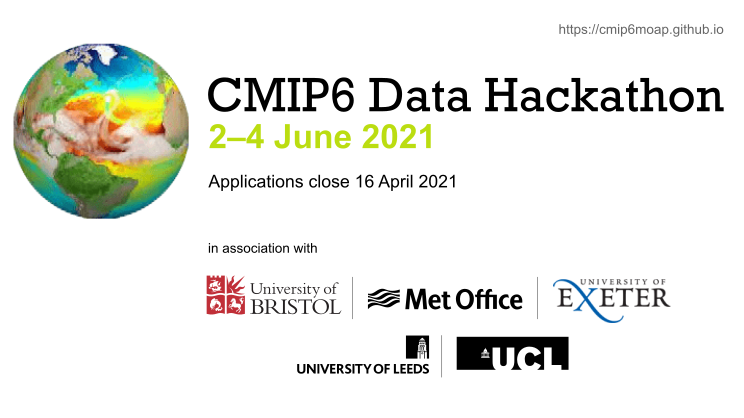 https://cmip6moap.github.io
CMIP6 Data Hackathon
2–4 June 2021
Applications close 16 April 2021
in association with
University of
BRISTOL
Met Office
UNIVERSITY OF
EXETER
UNIVERSITY OF LEEDS
UCL